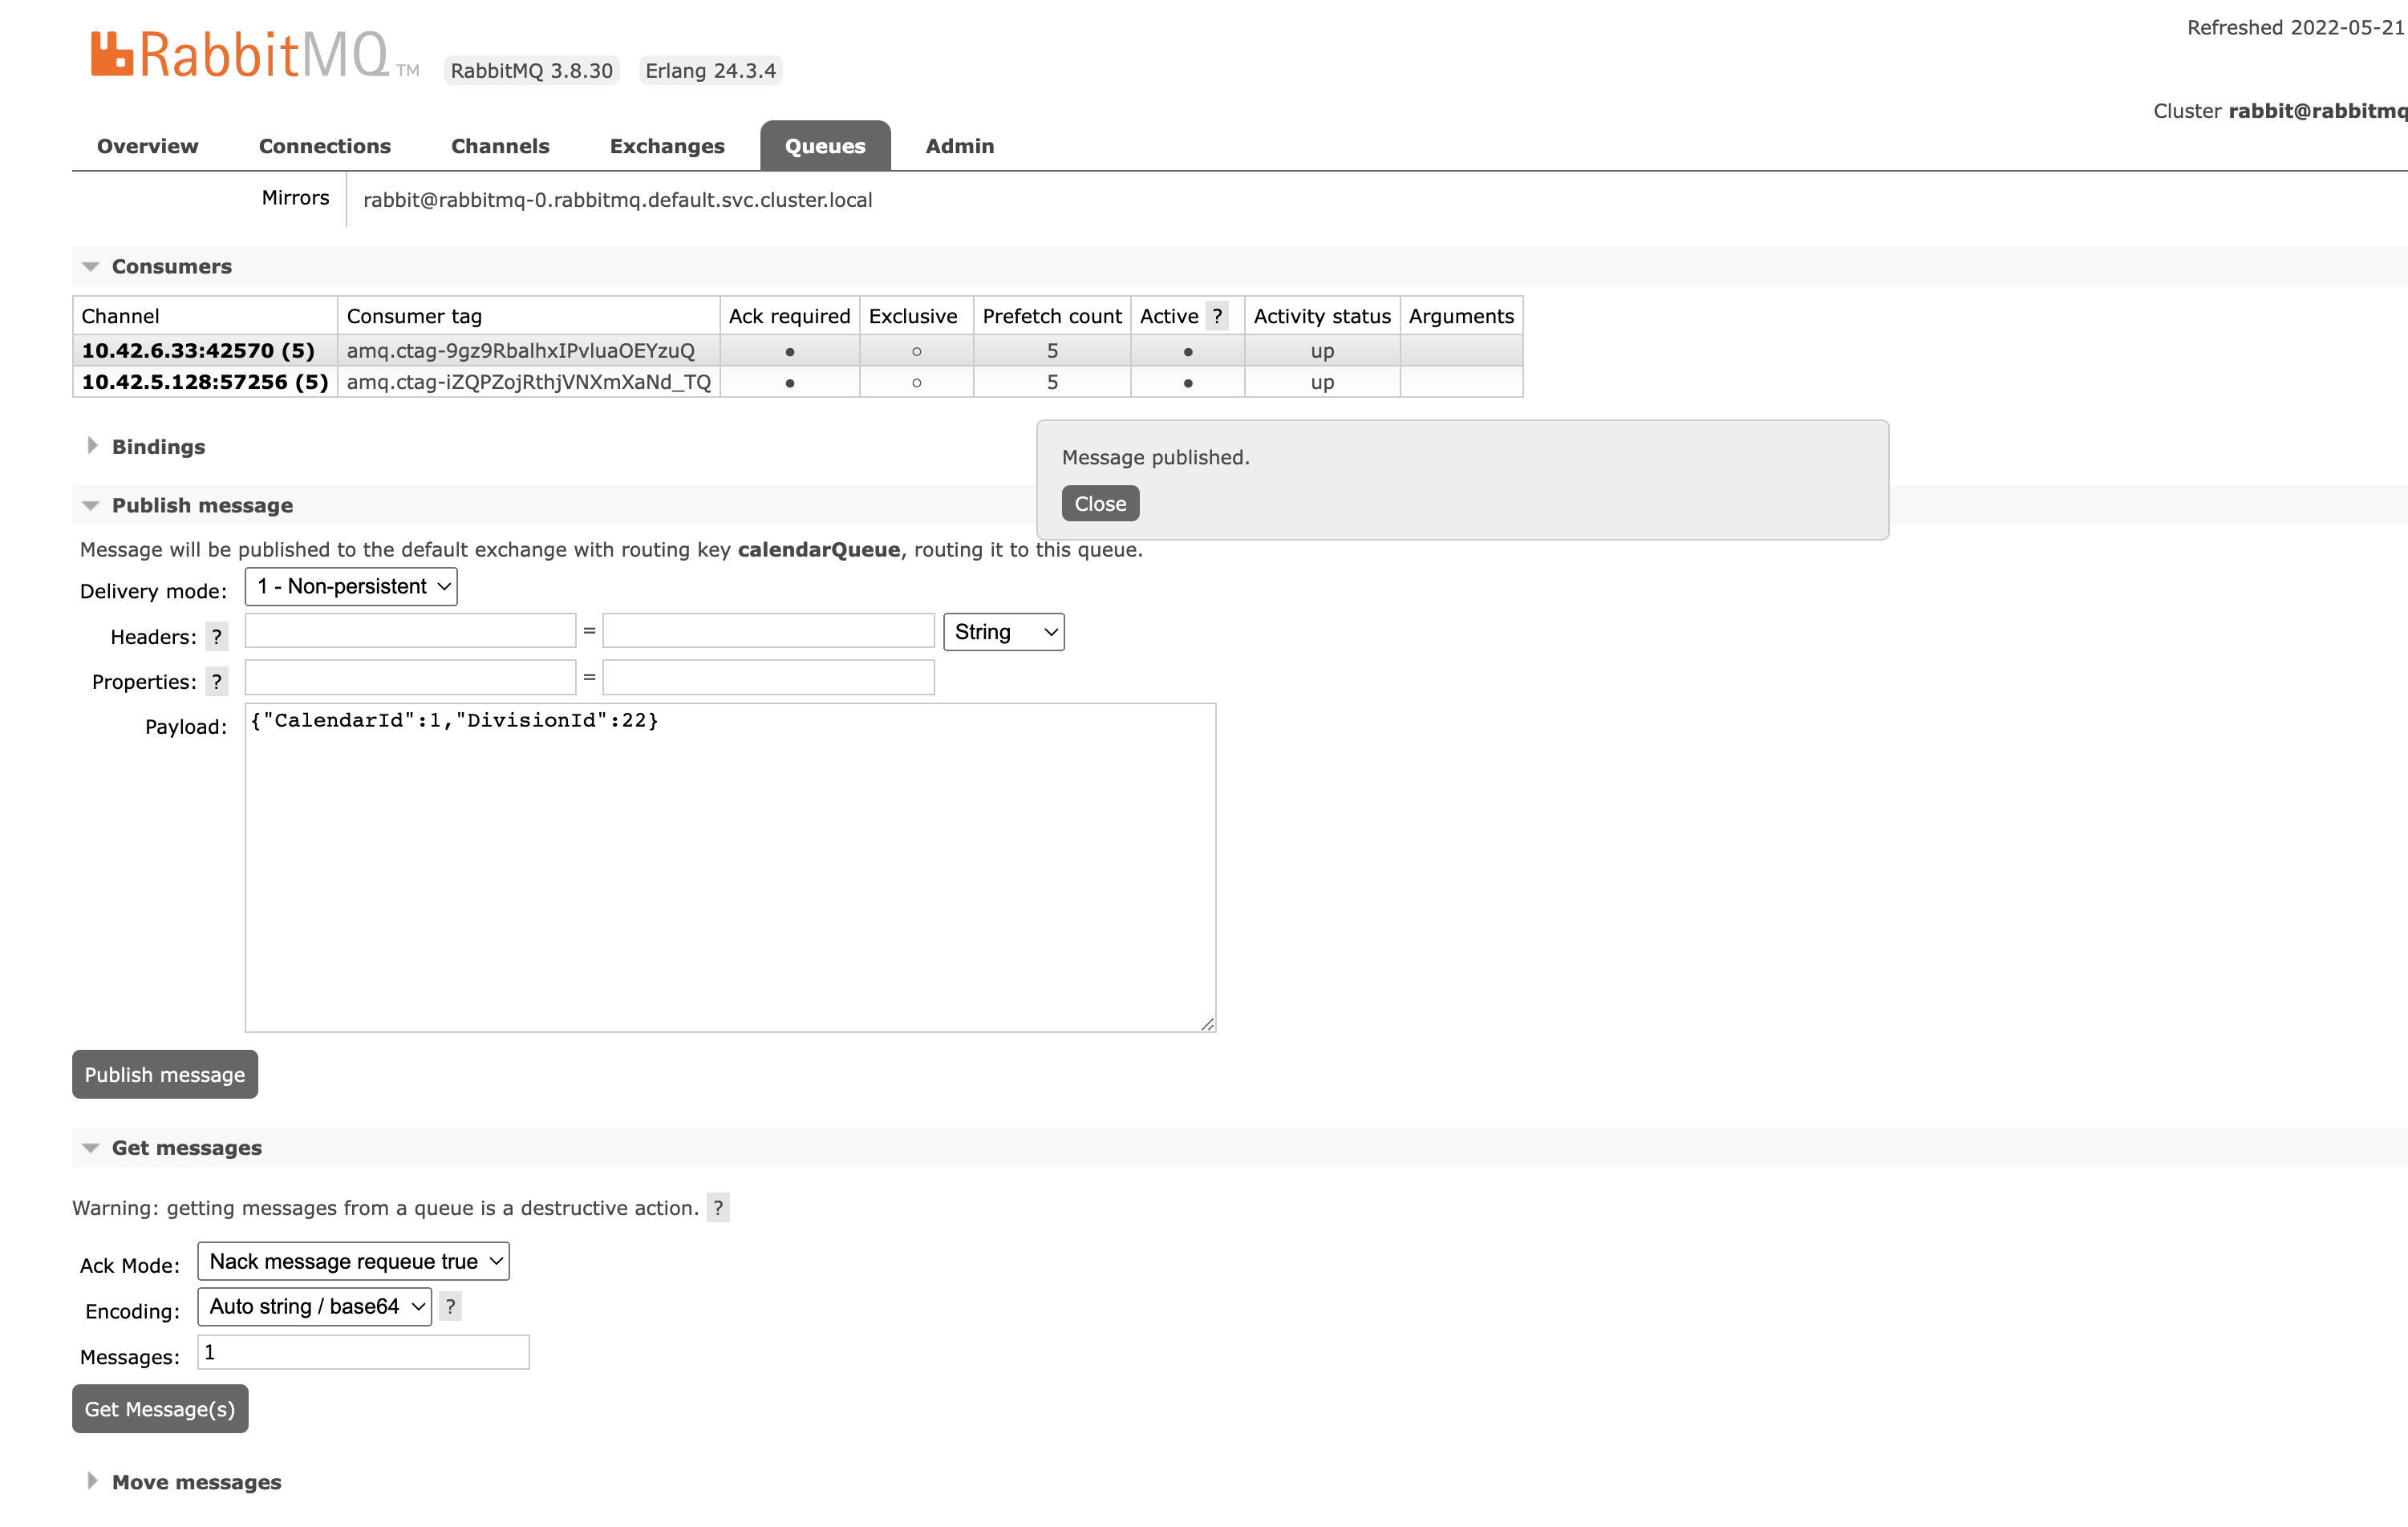 Refreshed 2022-05-21
RabbitMQ TM RabbitMQ 3.8.30 Erlang 24.3.4
Cluster rabbit@rabbitmq
Overview Connections Channels Exchanges Queues Admin
Mirrors rabbit@rabbitmq-0.rabbitmq.default.svc.cluster.local
Consumers
Channel Consumer tag Ack required Exclusive Prefetch count Active ? Activity status Arguments
10.42.6.33:42570 (5) amq.ctag-9gz9RbalhxIPvluaOEYzuQ ● ○ 5 ● up
10.42.5.128:57256 (5) amq.ctag-iZQPZojRthjVNXmXaNd_TQ ● ○ 5 ● up
Bindings
Message published.
Close
Publish message
Message will be published to the default exchange with routing key calendarQueue, routing it to this queue.
Delivery mode: 1 - Non-persistent
Headers: ? = String
Properties: ? =
Payload: {"CalendarId":1,"DivisionId":22}
Publish message
Get messages
Warning: getting messages from a queue is a destructive action. ?
Ack Mode: Nack message requeue true
Encoding: Auto string / base64 ?
Messages: 1
Get Message(s)
Move messages